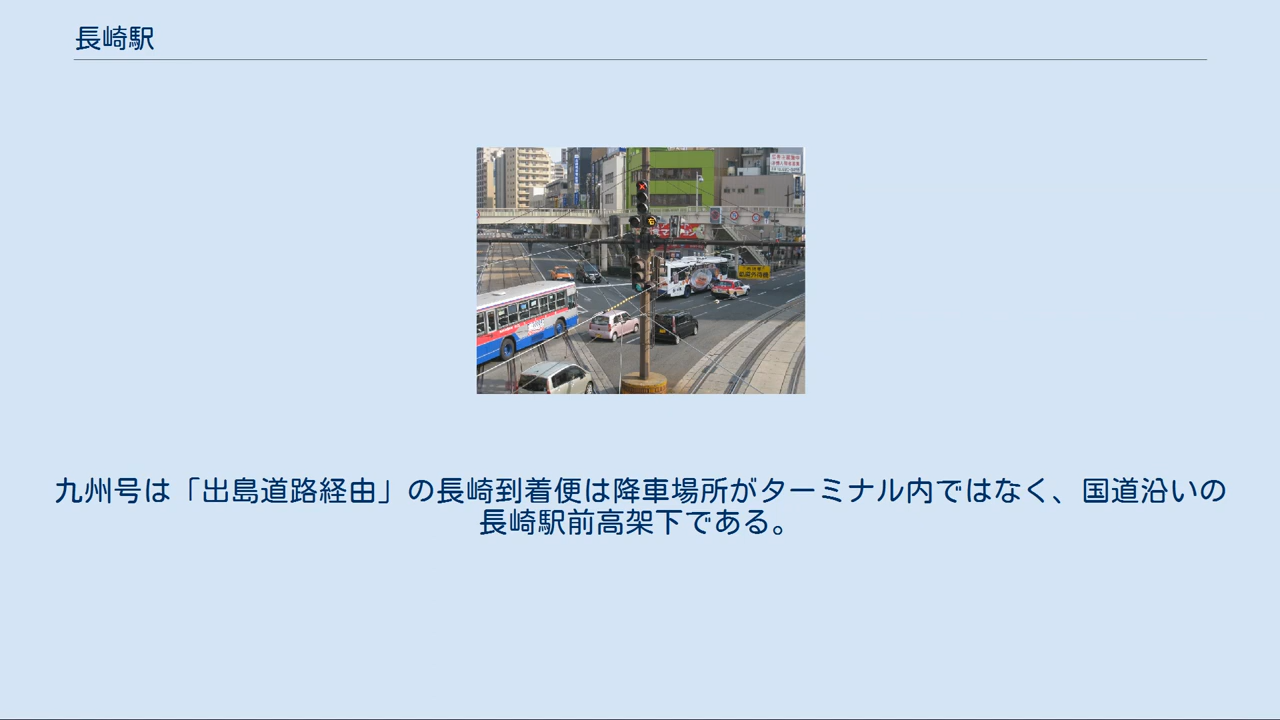 長崎駅
九州号は「出島道路経由」の長崎到着便は降車場所がターミナル内ではなく、国道沿いの
長崎駅前高架下である。